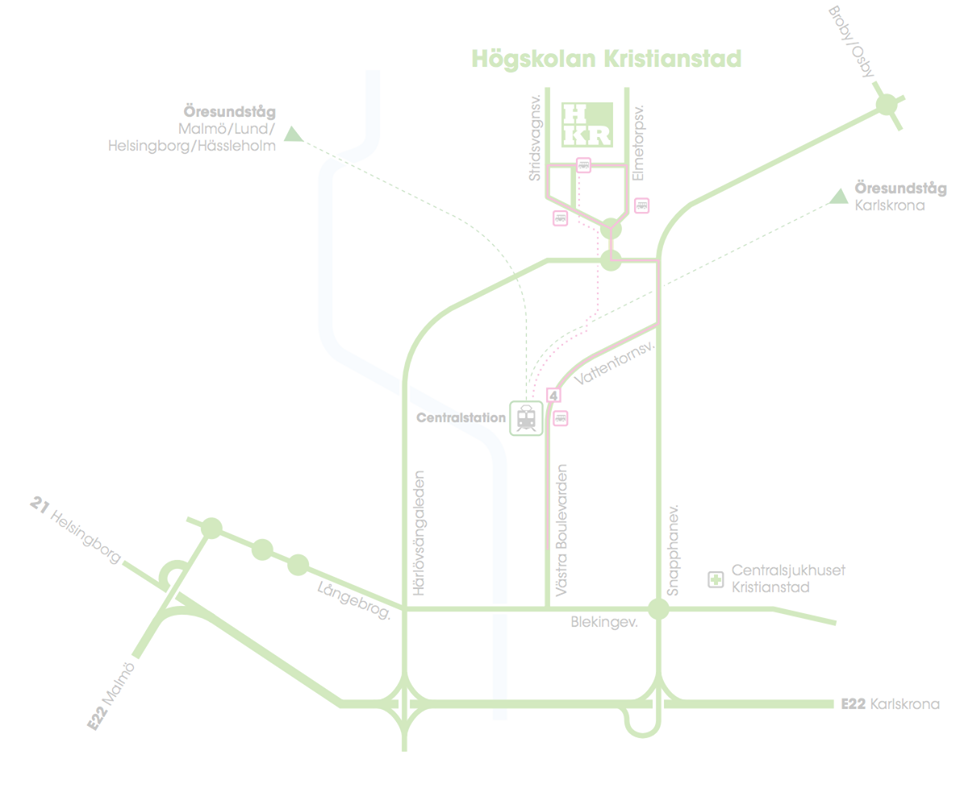 Broby/Osby
Högskolan Kristianstad
Öresundståg
Malmö/Lund/
Helsingborg/Hässleholm
Stridsvagnsv.
H
KR
Elmetorpsv.
Öresundståg
Karlskrona
Vattentornsv.
4
Centralstation
Härlövsängaleden
Västra Boulevarden
Snapphanev.
21 Helsingborg
Långebrog.
Centralsjukhuset
Kristianstad
Blekingev.
E22 Malmö
E22 Karlskrona